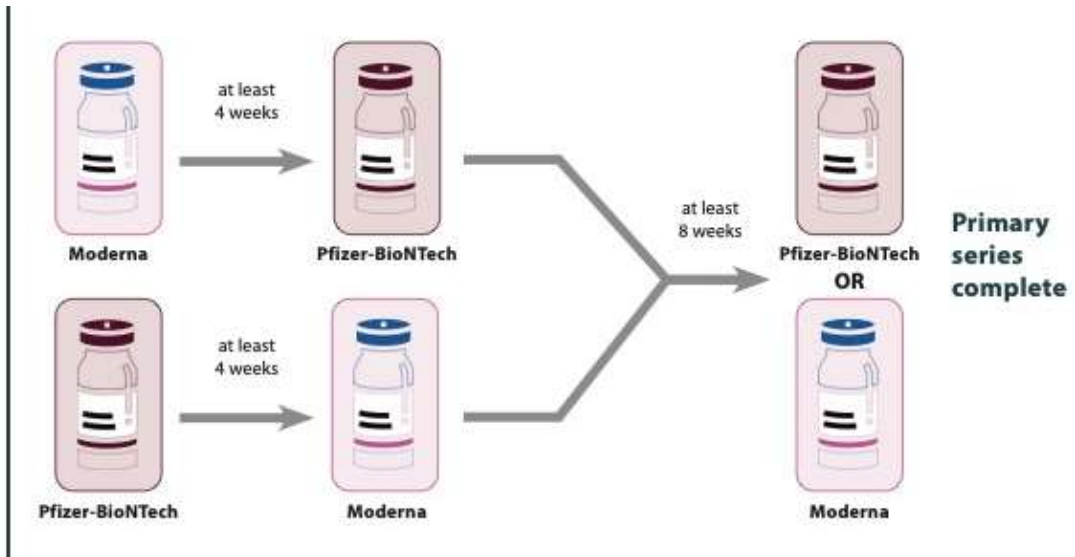 at least
4 weeks
Moderna
Pfizer-BioNTech
at least
4 weeks
Pfizer-BioNTech
Moderna
at least
8 weeks
Pfizer-BioNTech
OR
Moderna
Primary
series
complete